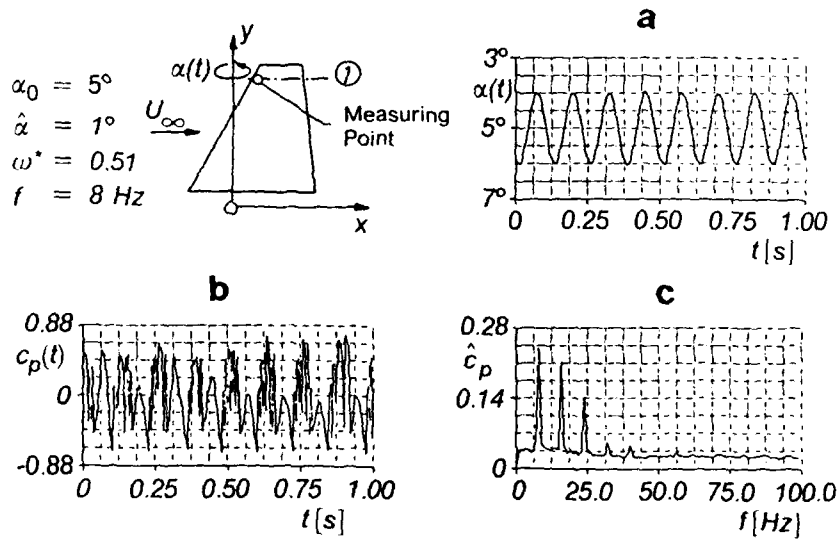 α₀ = 5°
α̂ = 1°
ω* = 0.51
f = 8 Hz
y
α(t)
①
U∞
Measuring
Point
x
a
3°
α(t)
5°
7°
0 0.25 0.50 0.75 1.00
t[s]
b
0.88
cₚ(t)
0
-0.88
0 0.25 0.50 0.75 1.00
t[s]
c
0.28
ĉₚ
0.14
0
0 25.0 50.0 75.0 100.0
f[Hz]